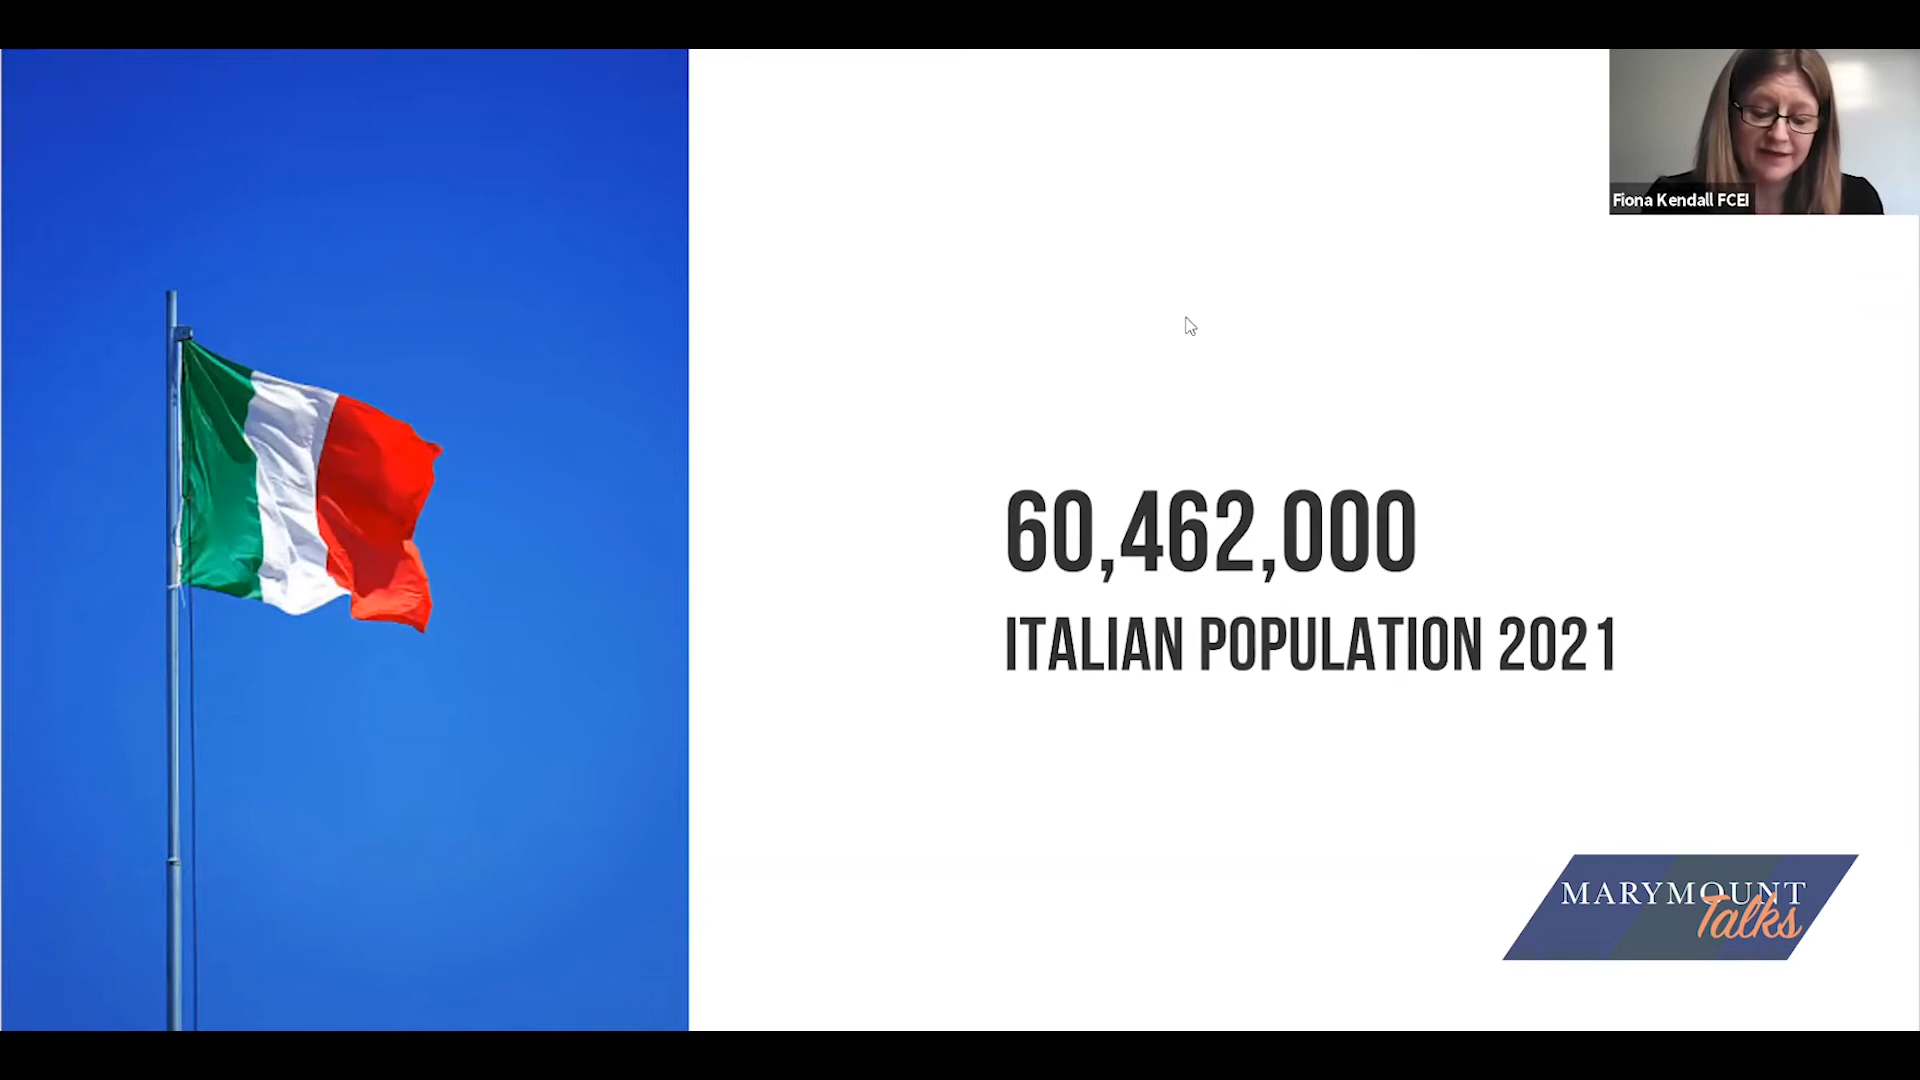 Fiona Kendall FCEI
60,462,000
ITALIAN POPULATION 2021
MARYMOUNT
Talks